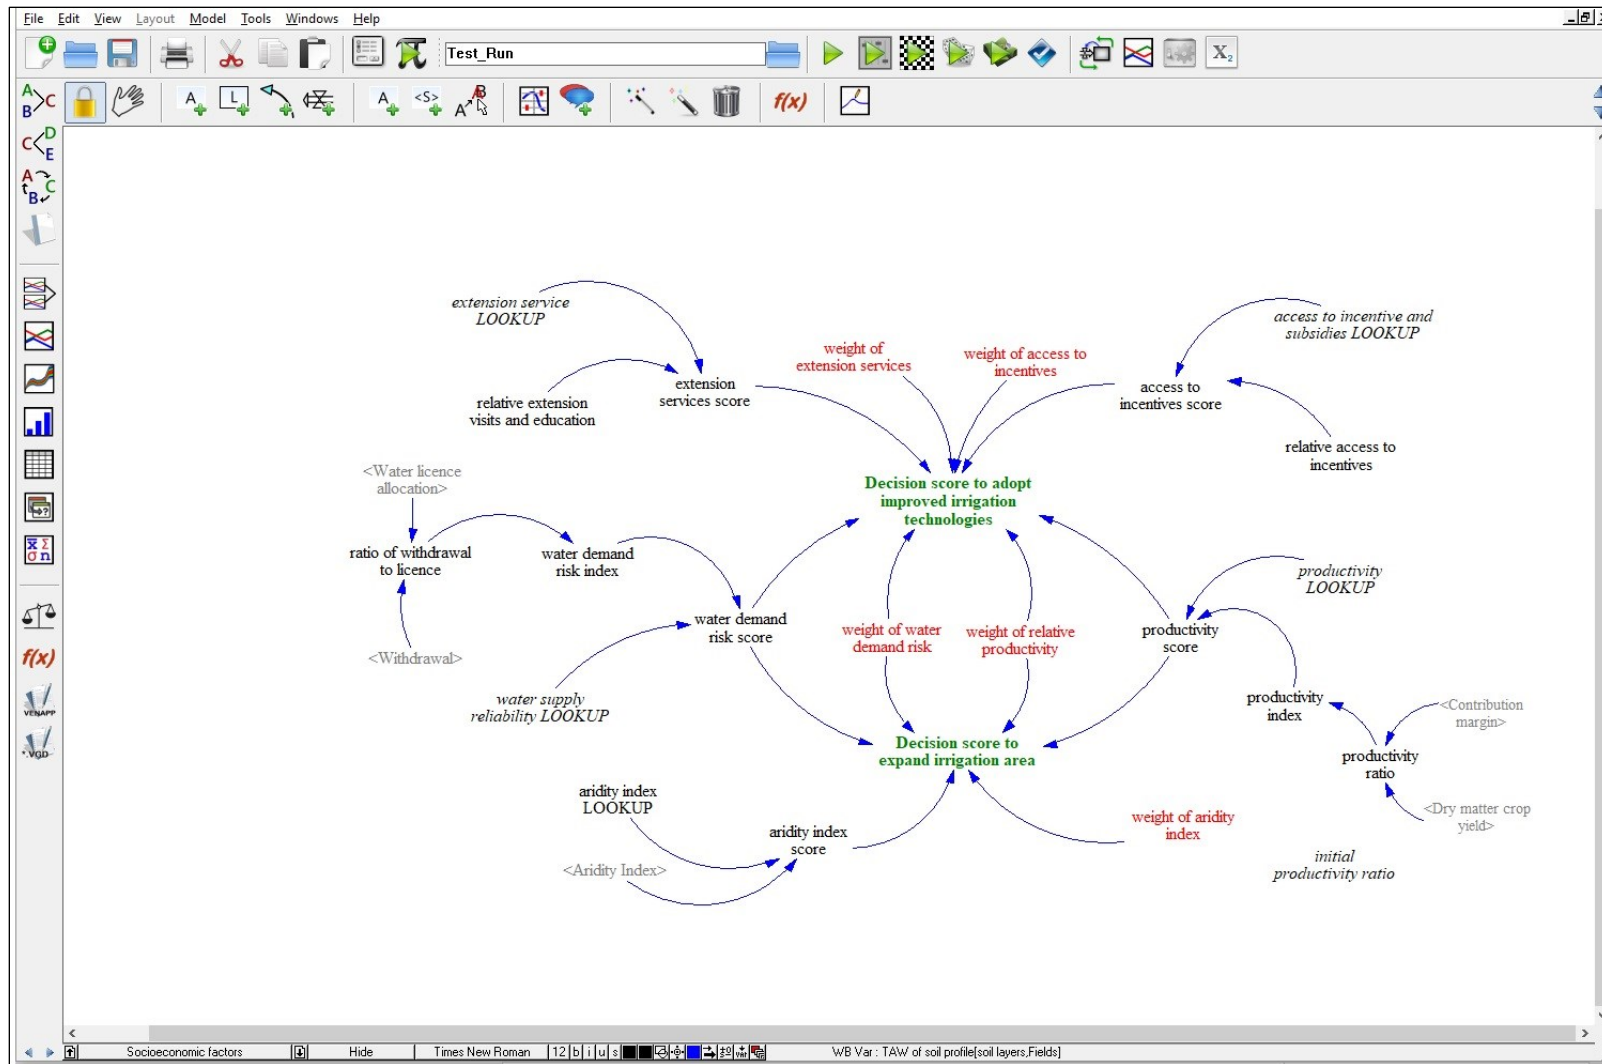 File Edit View Layout Model Tools Windows Help
Test_Run
X2
A B C
A L A <S> A B f(x)
C D E
A C B
extension service
LOOKUP
access to incentive and
subsidies LOOKUP
weight of
extension services
weight of access to
incentives
extension
services score
access to
incentives score
relative extension
visits and education
relative access to
incentives
<Water licence
allocation>
Decision score to adopt
improved irrigation
technologies
ratio of withdrawal
to licence
water demand
risk index
productivity
LOOKUP
water demand
risk score
weight of water
demand risk
weight of relative
productivity
productivity
score
<Withdrawal>
water supply
reliability LOOKUP
productivity
index
<Contribution
margin>
Decision score to
expand irrigation area
productivity
ratio
aridity index
LOOKUP
<Dry matter crop
yield>
weight of aridity
index
aridity index
score
<Aridity Index>
initial
productivity ratio
f(x)
VENAPP
*.VGD
Socioeconomic factors Hide Times New Roman 12 b i u s WB Var : TAW of soil profile[soil layers,Fields]